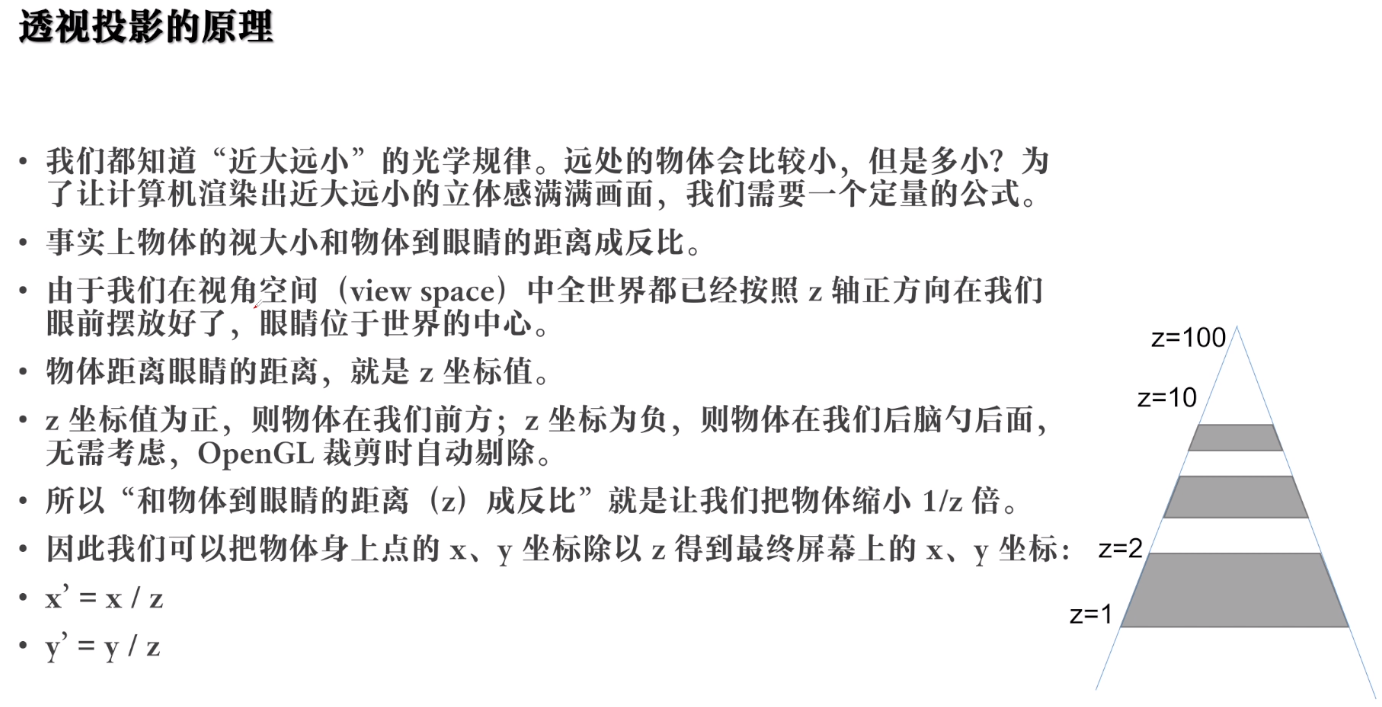 透视投影的原理
• 我们都知道“近大远小”的光学规律。远处的物体会比较小，但是多小？为
了让计算机渲染出近大远小的立体感满满画面，我们需要一个定量的公式。
• 事实上物体的视大小和物体到眼睛的距离成反比。
• 由于我们在视角空间（view space）中全世界都已经按照 z 轴正方向在我们
眼前摆放好了，眼睛位于世界的中心。
• 物体距离眼睛的距离，就是 z 坐标值。
• z 坐标值为正，则物体在我们前方；z 坐标为负，则物体在我们后脑勺后面，
无需考虑，OpenGL 裁剪时自动剔除。
• 所以“和物体到眼睛的距离（z）成反比”就是让我们把物体缩小 1/z 倍。
• 因此我们可以把物体身上点的 x、y 坐标除以 z 得到最终屏幕上的 x、y 坐标：
• x’ = x / z
• y’ = y / z
z=100
z=10
z=2
z=1